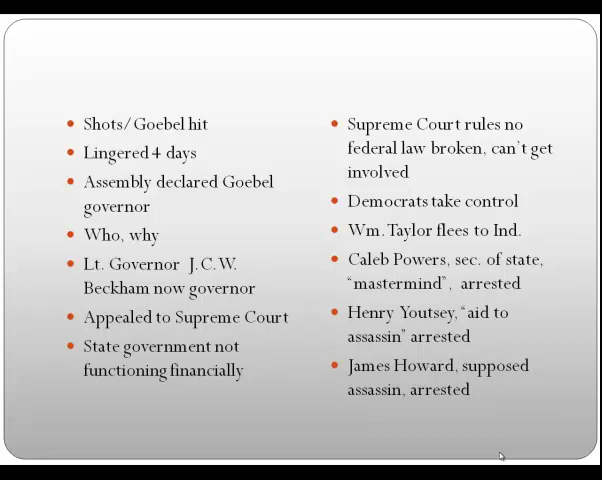 Shots/Goebel hit
Lingered 4 days
Assembly declared Goebel
governor
Who, why
Lt. Governor J.C.W.
Beckham now governor
Appealed to Supreme Court
State government not
functioning financially
Supreme Court rules no
federal law broken, can't get
involved
Democrats take control
Wm. Taylor flees to Ind.
Caleb Powers, sec. of state,
“mastermind”, arrested
Henry Youtsey, “aid to
assassin” arrested
James Howard, supposed
assassin, arrested